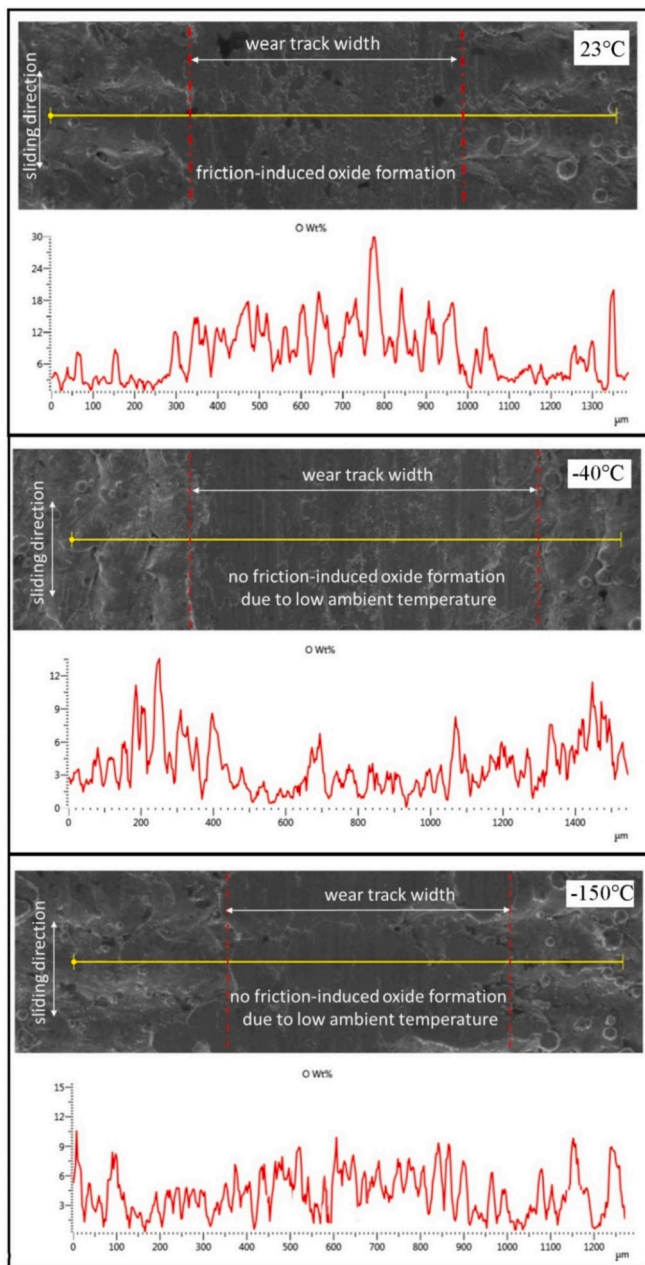 wear track width
23°C
sliding direction
friction-induced oxide formation
O Wt%
30
24
18
12
6
0 100 200 300 400 500 600 700 800 900 1000 1100 1200 1300
µm
wear track width
-40°C
sliding direction
no friction-induced oxide formation
due to low ambient temperature
O Wt%
12
9
6
3
0
0 200 400 600 800 1000 1200 1400
µm
wear track width
-150°C
sliding direction
no friction-induced oxide formation
due to low ambient temperature
O Wt%
15
12
9
6
3
0 100 200 300 400 500 600 700 800 900 1000 1100 1200
µm